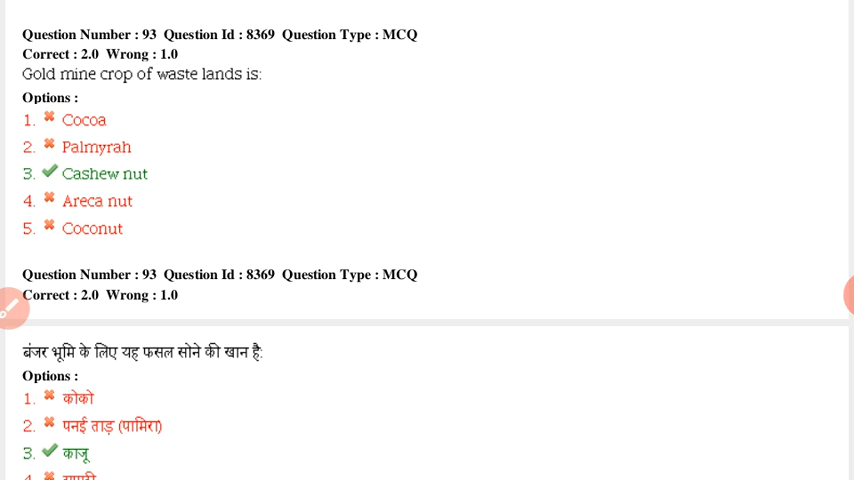 Question Number : 93 Question Id : 8369 Question Type : MCQ
Correct : 2.0 Wrong : 1.0
Gold mine crop of waste lands is:
Options :
1. Cocoa
2. Palmyrah
3. Cashew nut
4. Areca nut
5. Coconut
Question Number : 93 Question Id : 8369 Question Type : MCQ
Correct : 2.0 Wrong : 1.0
बंजर भूमि के लिए यह फसल सोने की खान है:
Options :
1. कोको
2. पनई ताड़ (पामिरा)
3. काजू
4.